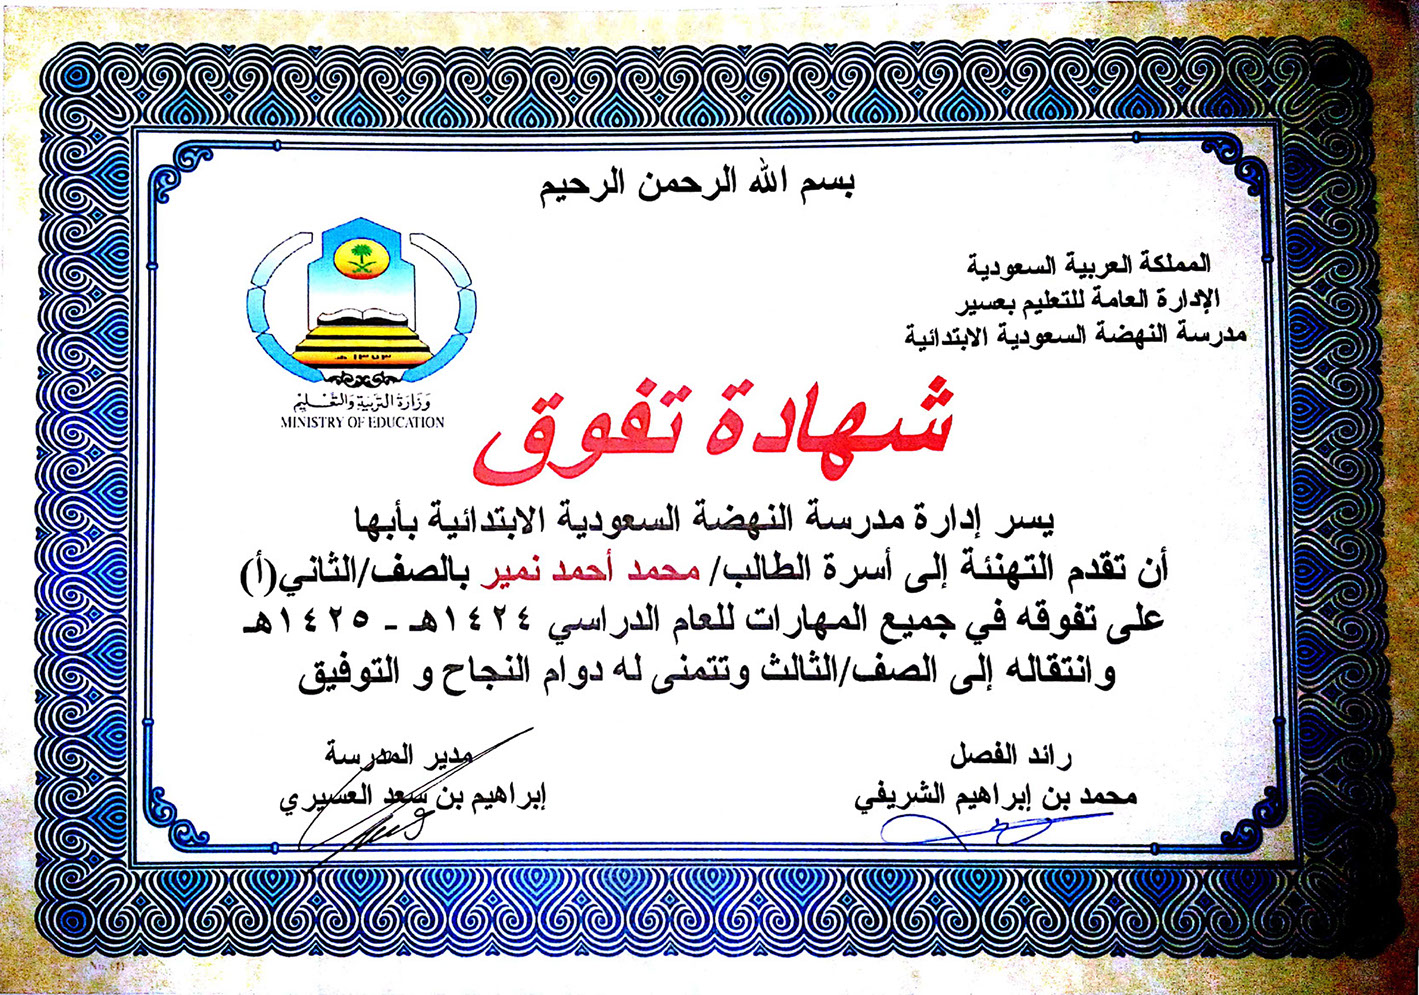 بسم الله الرحمن الرحيم
المملكة العربية السعودية
الإدارة العامة للتعليم بعسير
مدرسة النهضة السعودية الابتدائية
١٣٧٣هـ
وزارة التربية والتعليم
MINISTRY OF EDUCATION
شهادة تفوق
يسر إدارة مدرسة النهضة السعودية الابتدائية بأبها
أن تقدم التهنئة إلى أسرة الطالب/ محمد أحمد نمير بالصف/الثاني(أ)
على تفوقه في جميع المهارات للعام الدراسي ١٤٢٤هـ - ١٤٢٥هـ
وانتقاله إلى الصف/الثالث وتتمنى له دوام النجاح و التوفيق
رائد الفصل
محمد بن إبراهيم الشريفي
مدير المدرسة
إبراهيم بن سعد العسيري